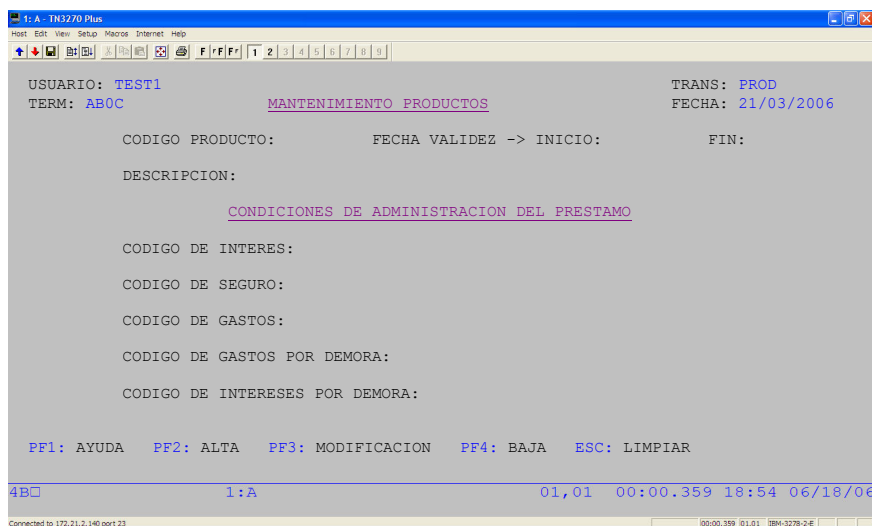 1: A - TN3270 Plus
Host Edit View Setup Macros Internet Help
F rF Fr 1 2 3 4 5 6 7 8 9
USUARIO: TEST1 TRANS: PROD
TERM: AB0C MANTENIMIENTO PRODUCTOS FECHA: 21/03/2006
CODIGO PRODUCTO: FECHA VALIDEZ -> INICIO: FIN:
DESCRIPCION:
CONDICIONES DE ADMINISTRACION DEL PRESTAMO
CODIGO DE INTERES:
CODIGO DE SEGURO:
CODIGO DE GASTOS:
CODIGO DE GASTOS POR DEMORA:
CODIGO DE INTERESES POR DEMORA:
PF1: AYUDA PF2: ALTA PF3: MODIFICACION PF4: BAJA ESC: LIMPIAR
4B□ 1:A 01,01 00:00.359 18:54 06/18/06
Connected to 172.21.2.140 port 23 00:00.359 01.01 IBM-3278-2-E